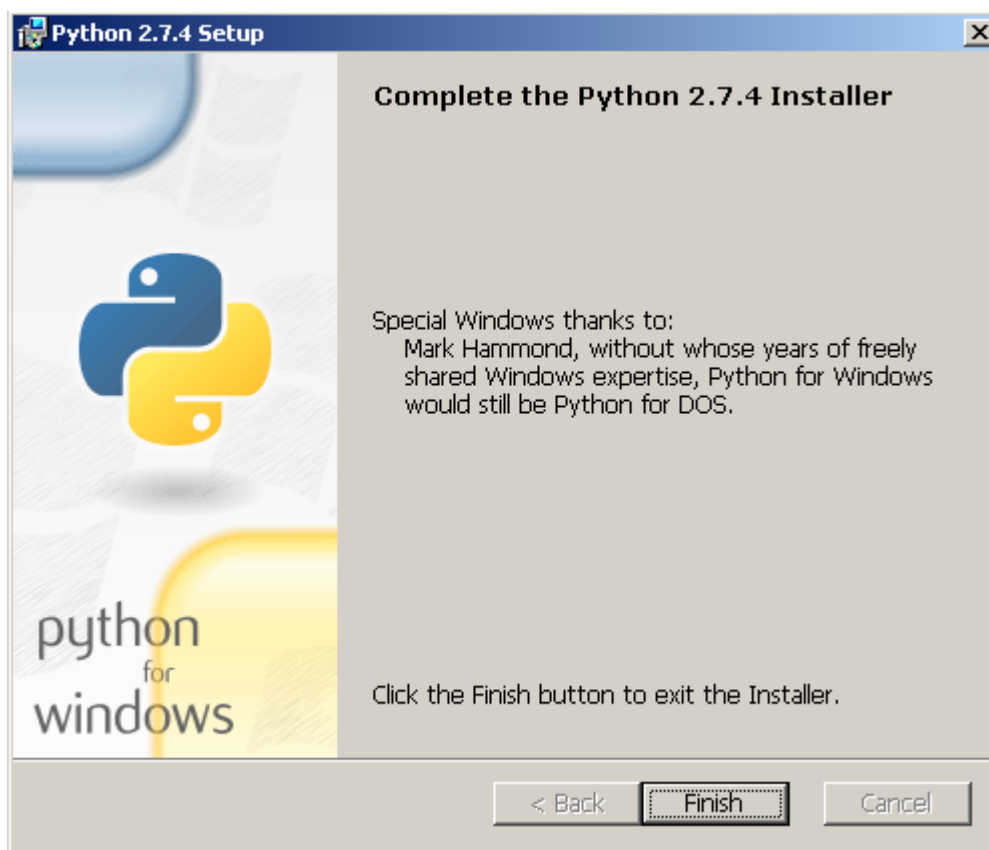 Python 2.7.4 Setup
Complete the Python 2.7.4 Installer
Special Windows thanks to:
Mark Hammond, without whose years of freely
shared Windows expertise, Python for Windows
would still be Python for DOS.
python
for
windows
Click the Finish button to exit the Installer.
< Back
Finish
Cancel